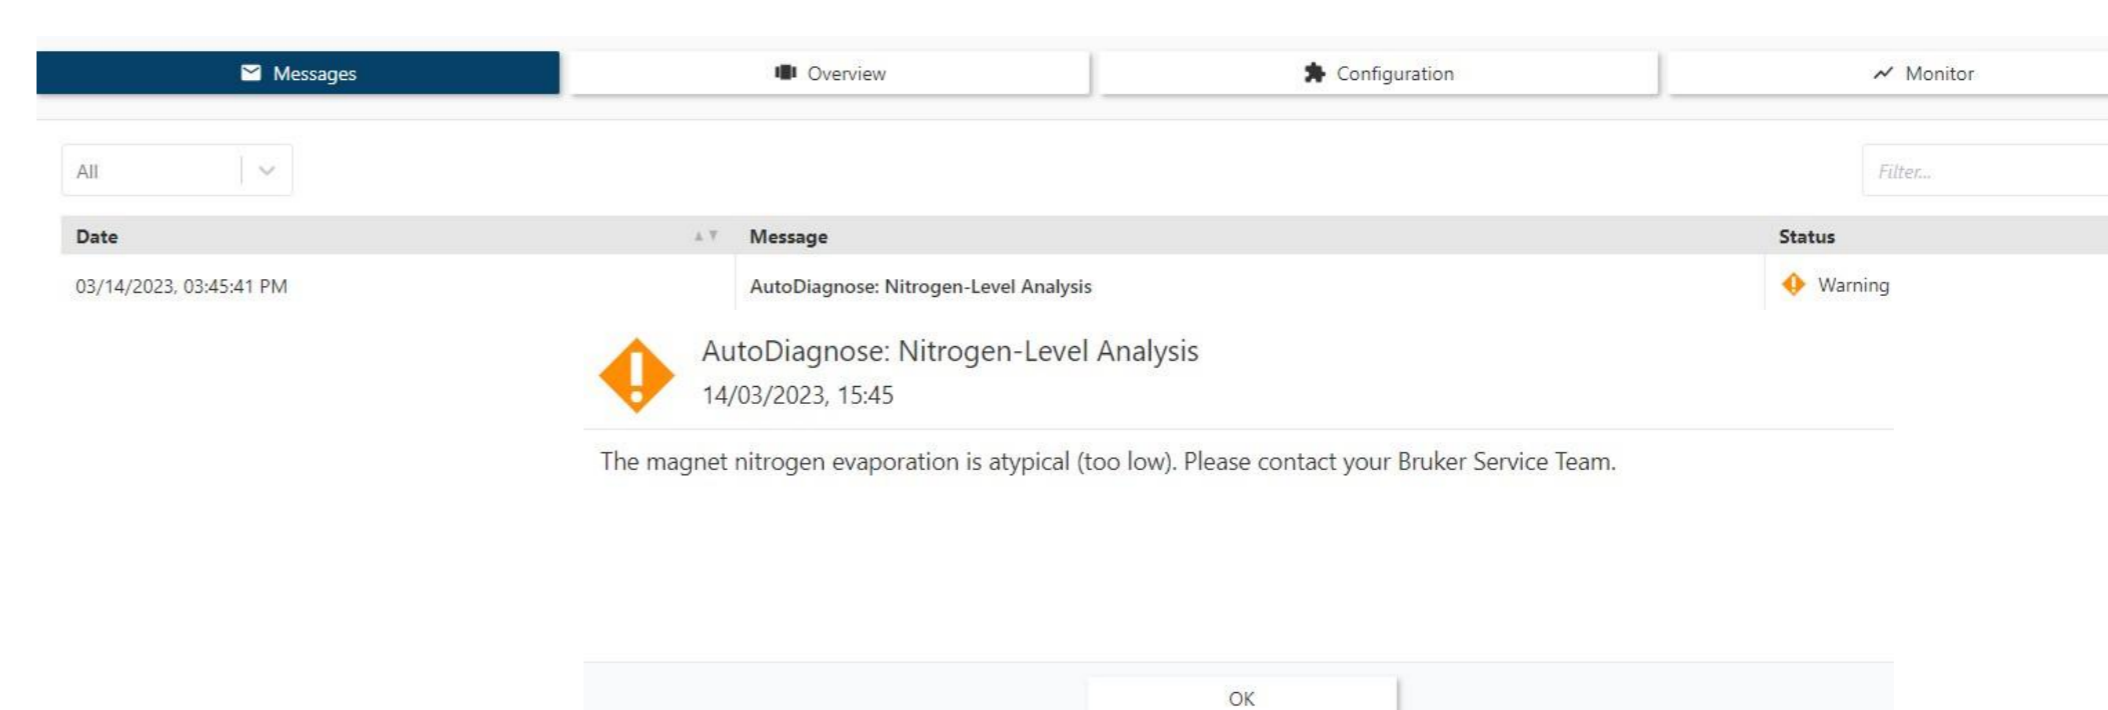 Messages Overview Configuration Monitor
All Filter...
Date Message Status
03/14/2023, 03:45:41 PM AutoDiagnose: Nitrogen-Level Analysis Warning
AutoDiagnose: Nitrogen-Level Analysis
14/03/2023, 15:45
The magnet nitrogen evaporation is atypical (too low). Please contact your Bruker Service Team.
OK